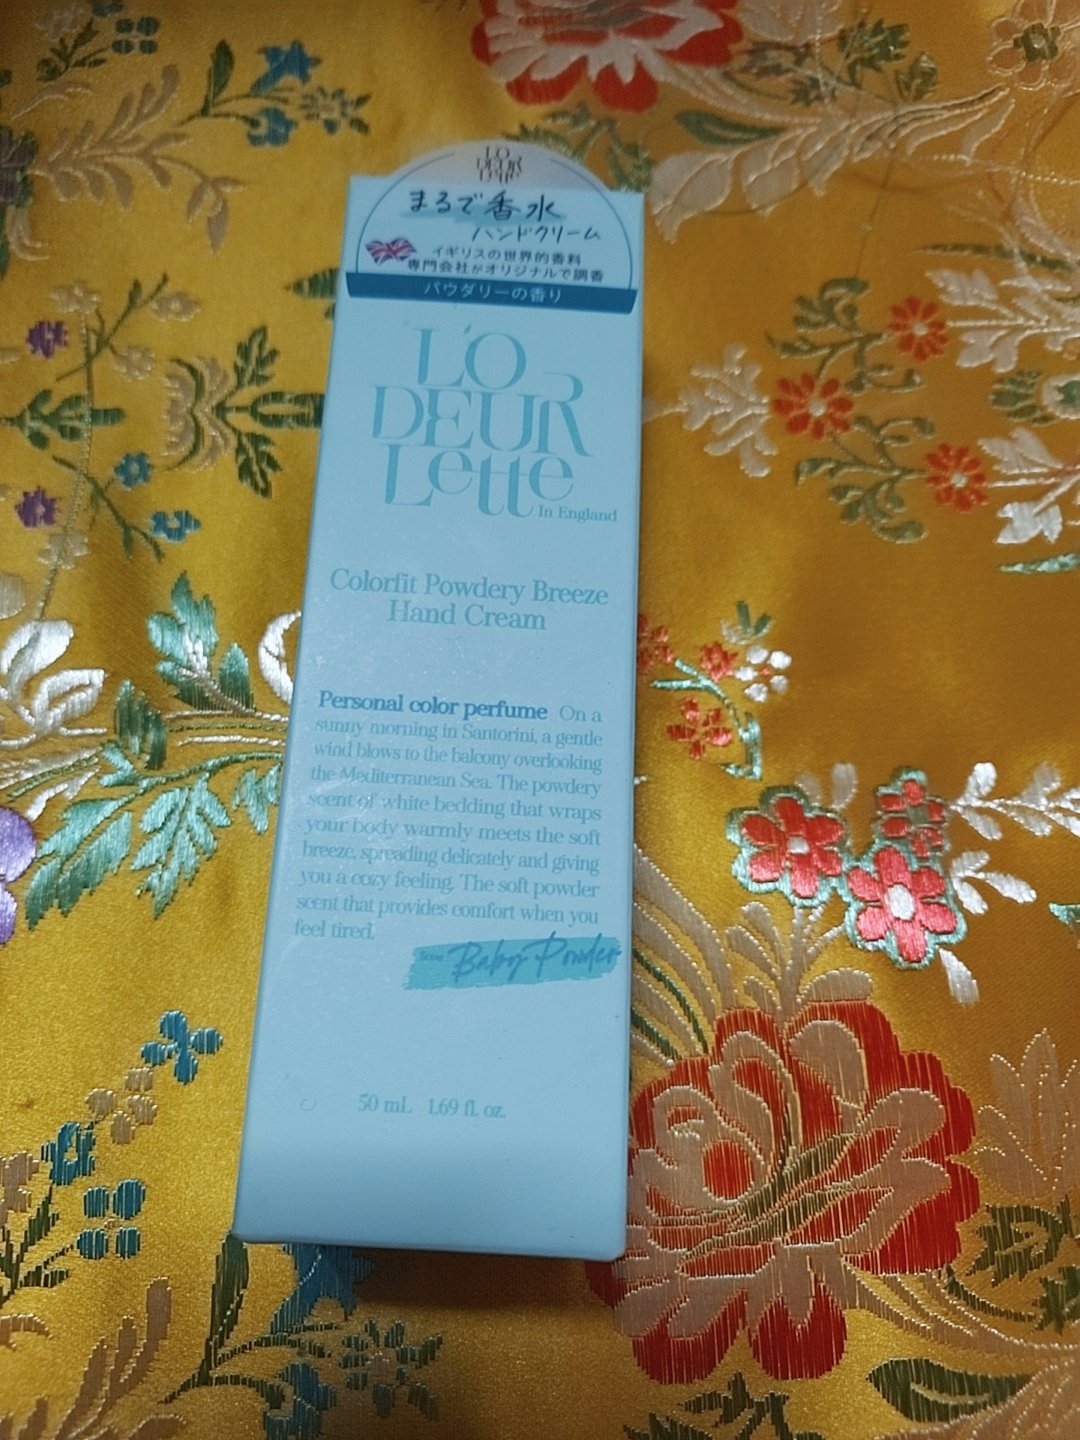 L'O
DEUR
Lette
まるで香水
ハンドクリーム
イギリスの世界的香料
専門会社がオリジナルで調香
パウダリーの香り
L'O
DEUR
Lette
In England
Colorfit Powdery Breeze
Hand Cream
Personal color perfume On a
sunny morning in Santorini, a gentle
wind blows to the balcony overlooking
the Mediterranean Sea. The powdery
scent of white bedding that wraps
your body warmly meets the soft
breeze, spreading delicately and giving
you a cozy feeling. The soft powder
scent that provides comfort when you
feel tired.
Scent : Baby Powder
50 mL 1.69 fl. oz.